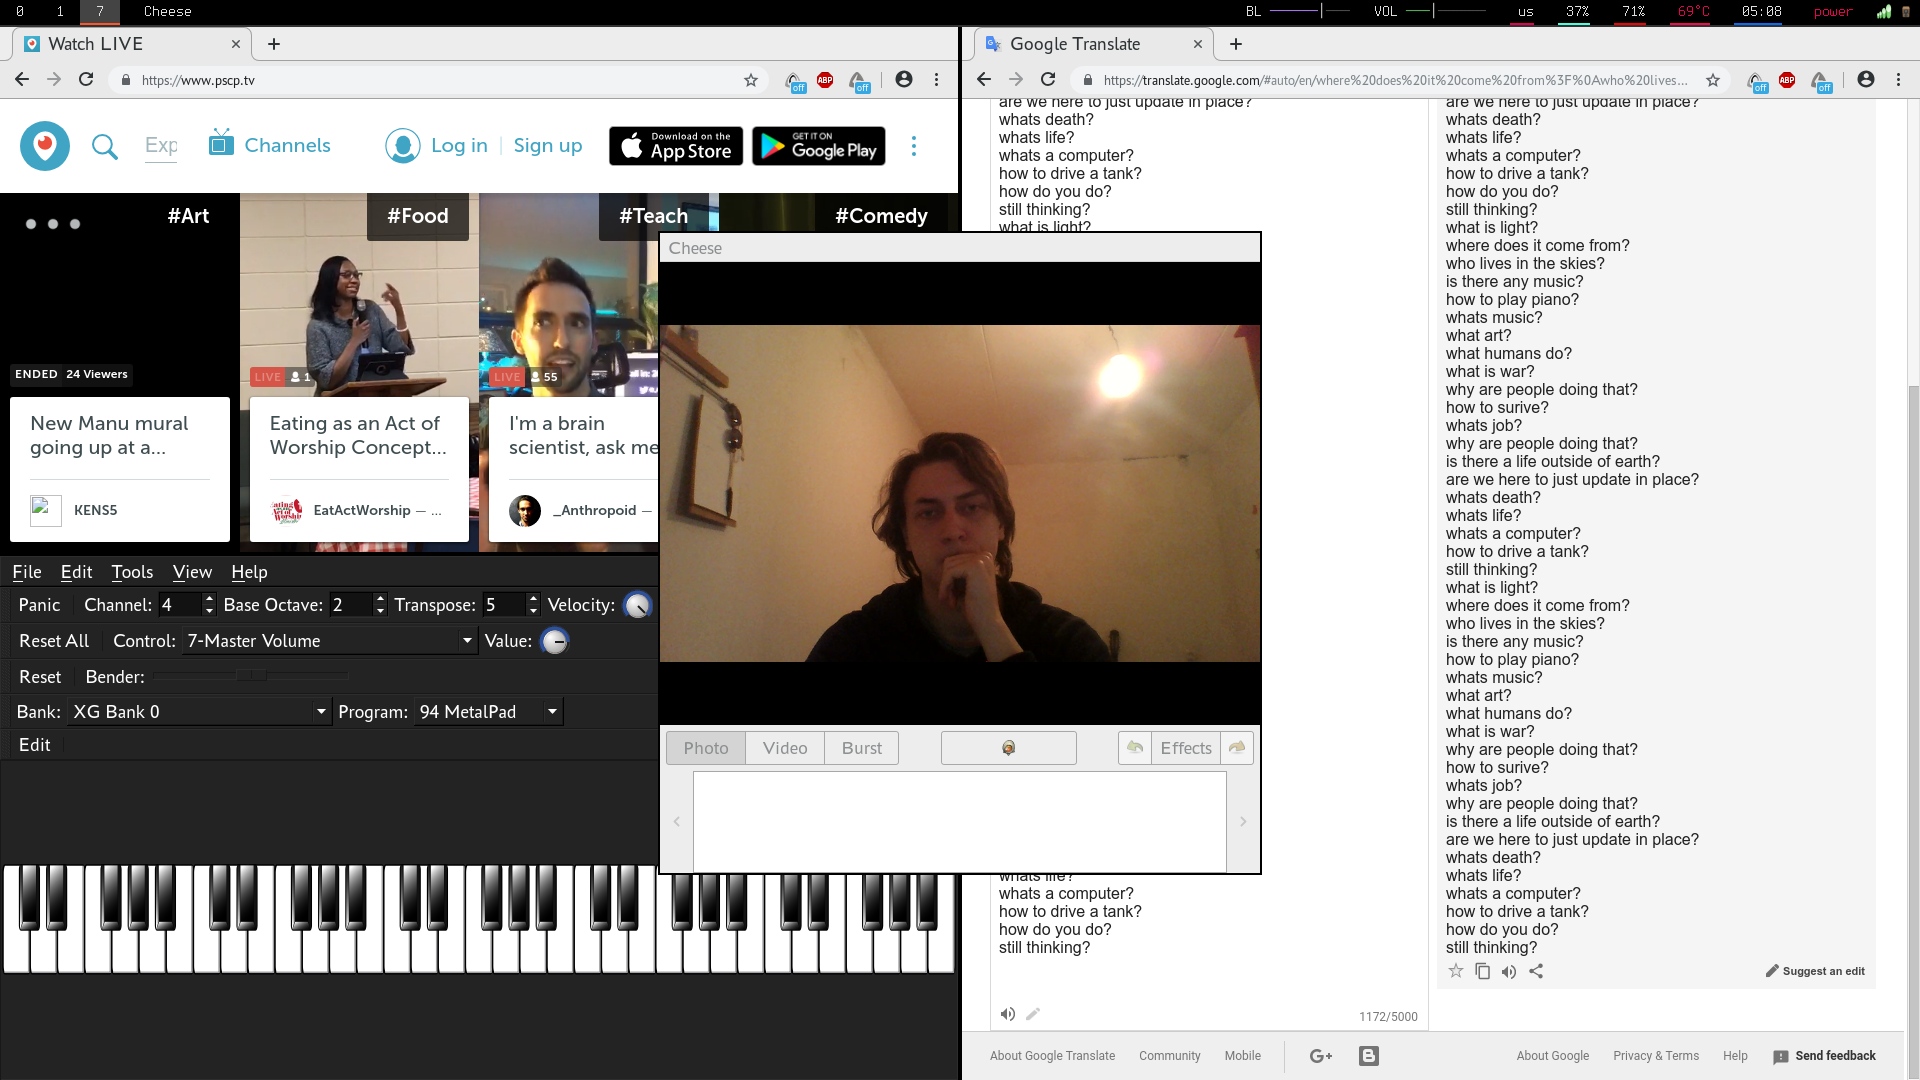 0 1 7 Cheese BL VOL us 37% 71% 69°C 05:08 power
Watch LIVE
https://www.pscp.tv
off ABP off
Exp Channels Log in Sign up Download on the App Store GET IT ON Google Play
#Art #Food #Teach #Comedy
ENDED 24 Viewers
LIVE 1
LIVE 55
New Manu mural
going up at a...
KENS5
Eating as an Act of
Worship Concept...
EatActWorship — ...
I'm a brain
scientist, ask me
_Anthropoid —
File Edit Tools View Help
Panic Channel: 4 Base Octave: 2 Transpose: 5 Velocity:
Reset All Control: 7-Master Volume Value:
Reset Bender:
Bank: XG Bank 0 Program: 94 MetalPad
Edit
Cheese
Photo Video Burst Effects
Google Translate
https://translate.google.com/#auto/en/where%20does%20it%20come%20from%3F%0Awho%20lives...
off ABP off
are we here to just update in place?
whats death?
whats life?
whats a computer?
how to drive a tank?
how do you do?
still thinking?
what is light?
whats life?
whats a computer?
how to drive a tank?
how do you do?
still thinking?
1172/5000
are we here to just update in place?
whats death?
whats life?
whats a computer?
how to drive a tank?
how do you do?
still thinking?
what is light?
where does it come from?
who lives in the skies?
is there any music?
how to play piano?
whats music?
what art?
what humans do?
what is war?
why are people doing that?
how to surive?
whats job?
why are people doing that?
is there a life outside of earth?
are we here to just update in place?
whats death?
whats life?
whats a computer?
how to drive a tank?
still thinking?
what is light?
where does it come from?
who lives in the skies?
is there any music?
how to play piano?
whats music?
what art?
what humans do?
what is war?
why are people doing that?
how to surive?
whats job?
why are people doing that?
is there a life outside of earth?
are we here to just update in place?
whats death?
whats life?
whats a computer?
how to drive a tank?
how do you do?
still thinking?
Suggest an edit
About Google Translate Community Mobile G+ About Google Privacy & Terms Help Send feedback